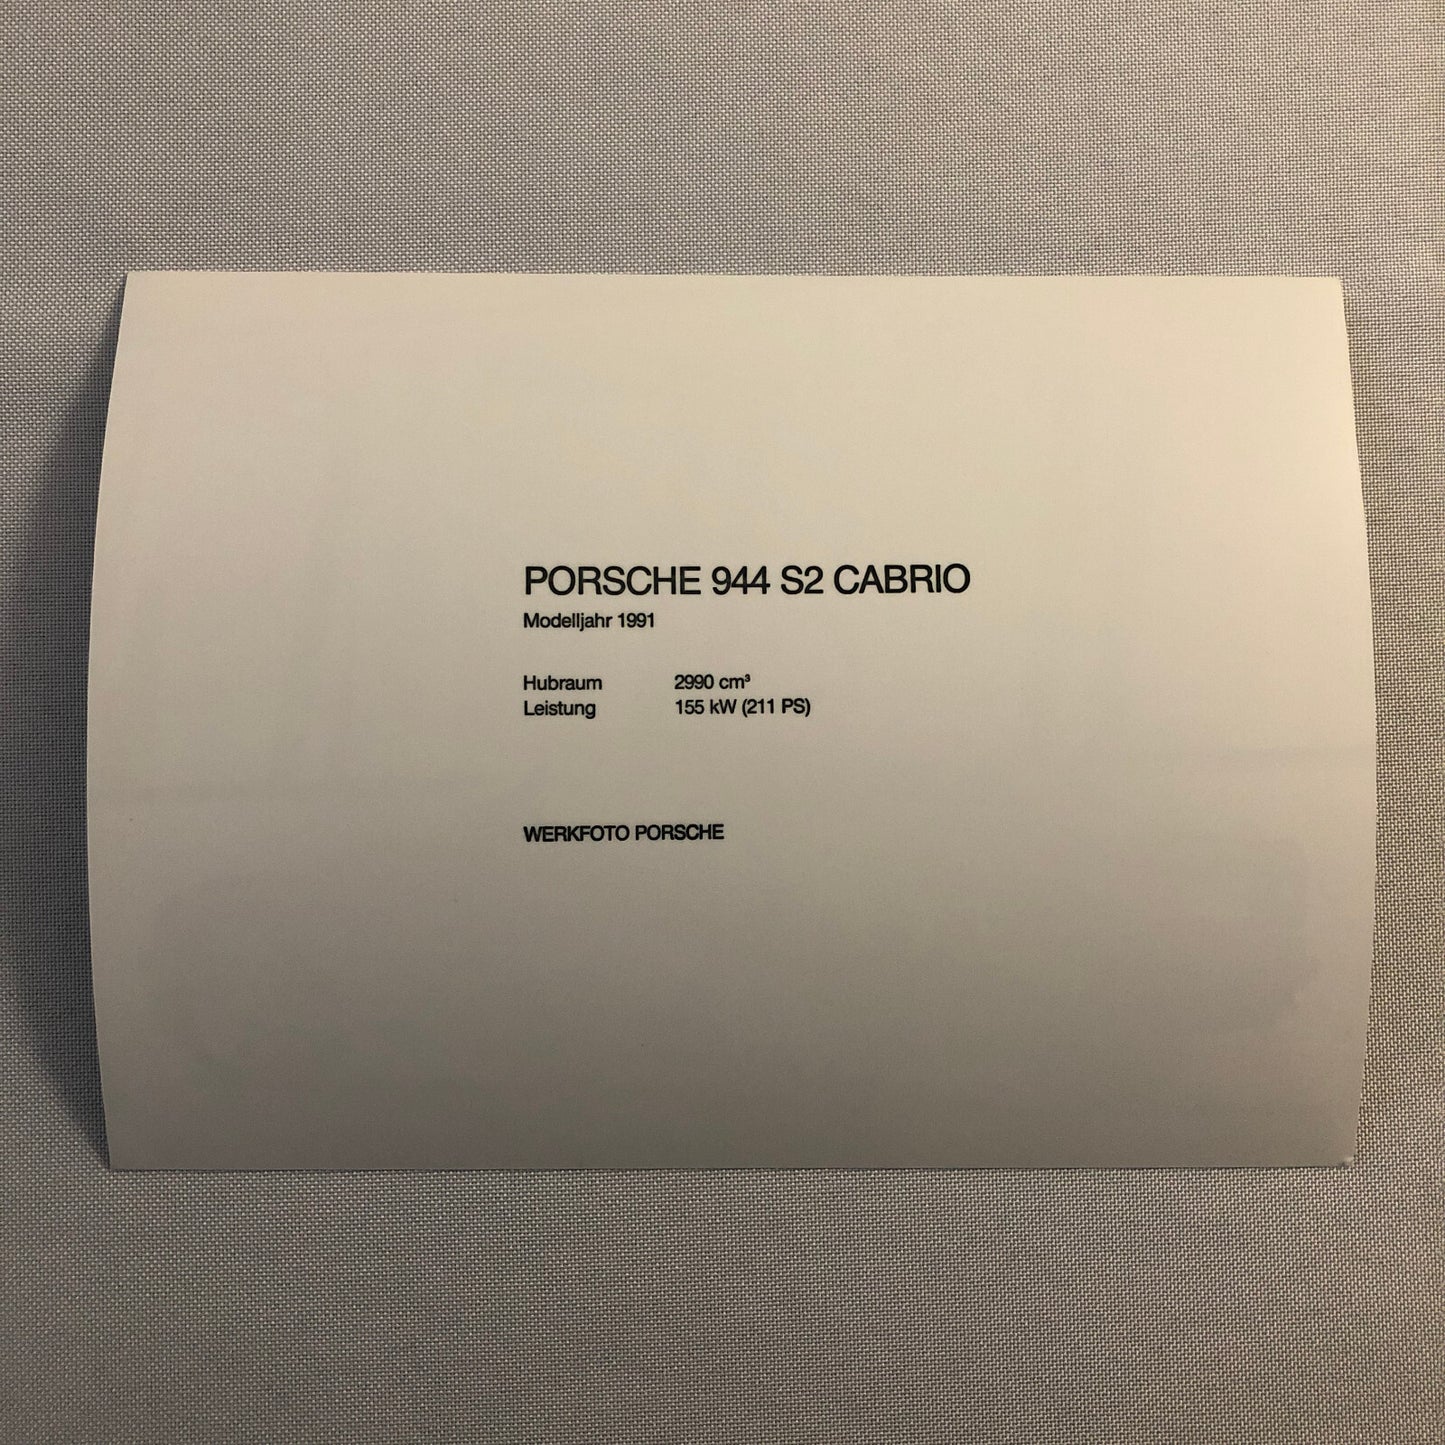 PORSCHE 944 S2 CABRIO
Modelljahr 1991
Hubraum 2990 cm³
Leistung 155 kW (211 PS)
WERKFOTO PORSCHE